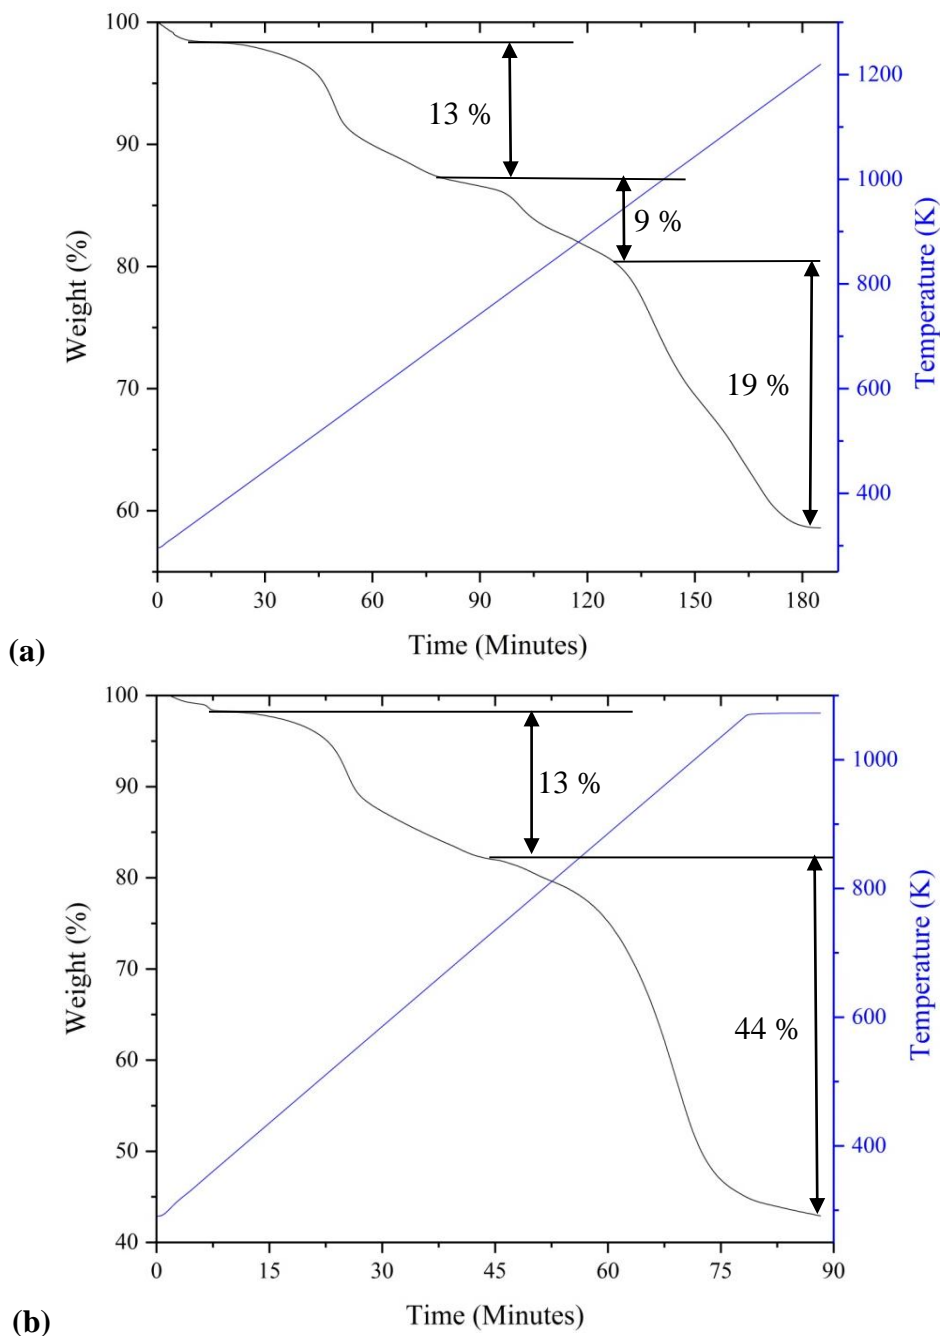 100
90
80
70
60
Weight (%)
13 %
9 %
19 %
1200
1000
800
600
400
Temperature (K)
0 30 60 90 120 150 180
Time (Minutes)
(a)
100
90
80
70
60
50
40
Weight (%)
13 %
44 %
1000
800
600
400
Temperature (K)
0 15 30 45 60 75 90
Time (Minutes)
(b)